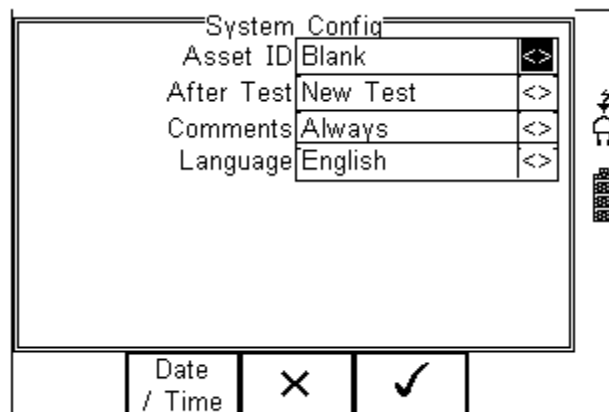 System Config
Asset ID Blank <>
After Test New Test <>
Comments Always <>
Language English <>
Date
/ Time